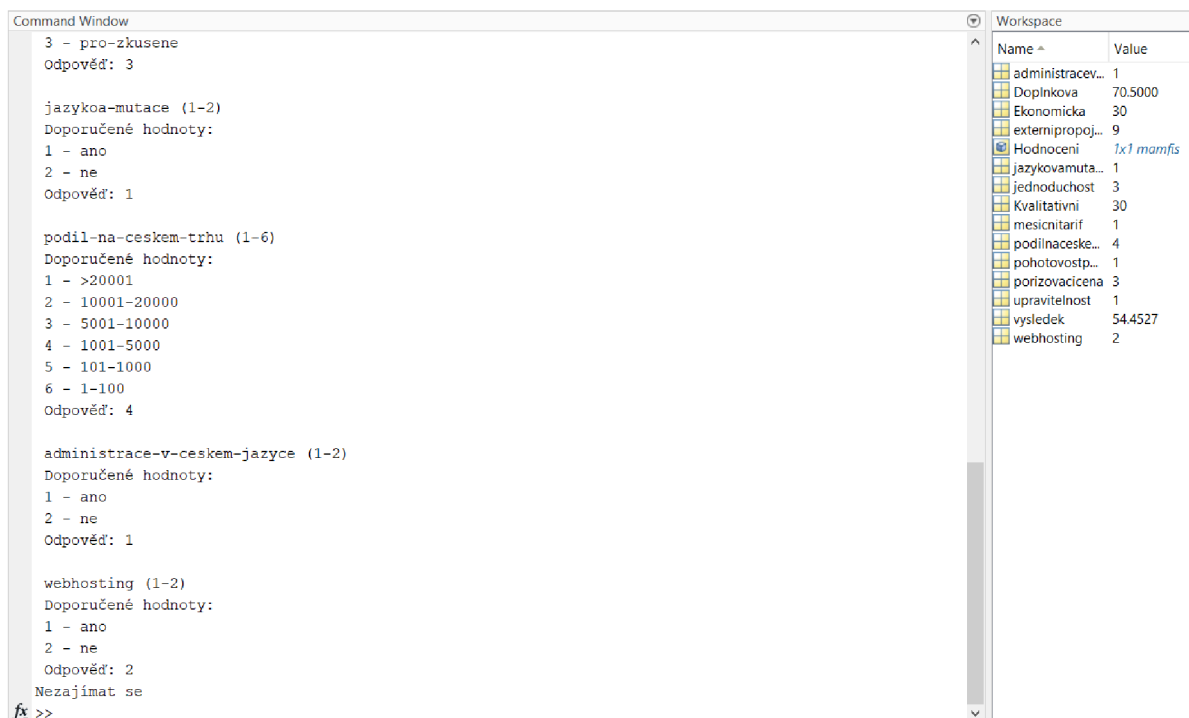 Command Window
3 - pro-zkusene
Odpověď: 3
jazykoa-mutace (1-2)
Doporučené hodnoty:
1 - ano
2 - ne
Odpověď: 1
podil-na-ceskem-trhu (1-6)
Doporučené hodnoty:
1 - >20001
2 - 10001-20000
3 - 5001-10000
4 - 1001-5000
5 - 101-1000
6 - 1-100
Odpověď: 4
administrace-v-ceskem-jazyce (1-2)
Doporučené hodnoty:
1 - ano
2 - ne
Odpověď: 1
webhosting (1-2)
Doporučené hodnoty:
1 - ano
2 - ne
Odpověď: 2
Nezajímat se
fx >>
Workspace
Name Value
administracev... 1
Doplnkova 70.5000
Ekonomicka 30
externipropoj... 9
Hodnoceni 1x1 mamfis
jazykovamuta... 1
jednoduchost 3
Kvalitativni 30
mesicnitarif 1
podilnaceske... 4
pohotovostp... 1
porizovacicena 3
upravitelnost 1
vysledek 54.4527
webhosting 2